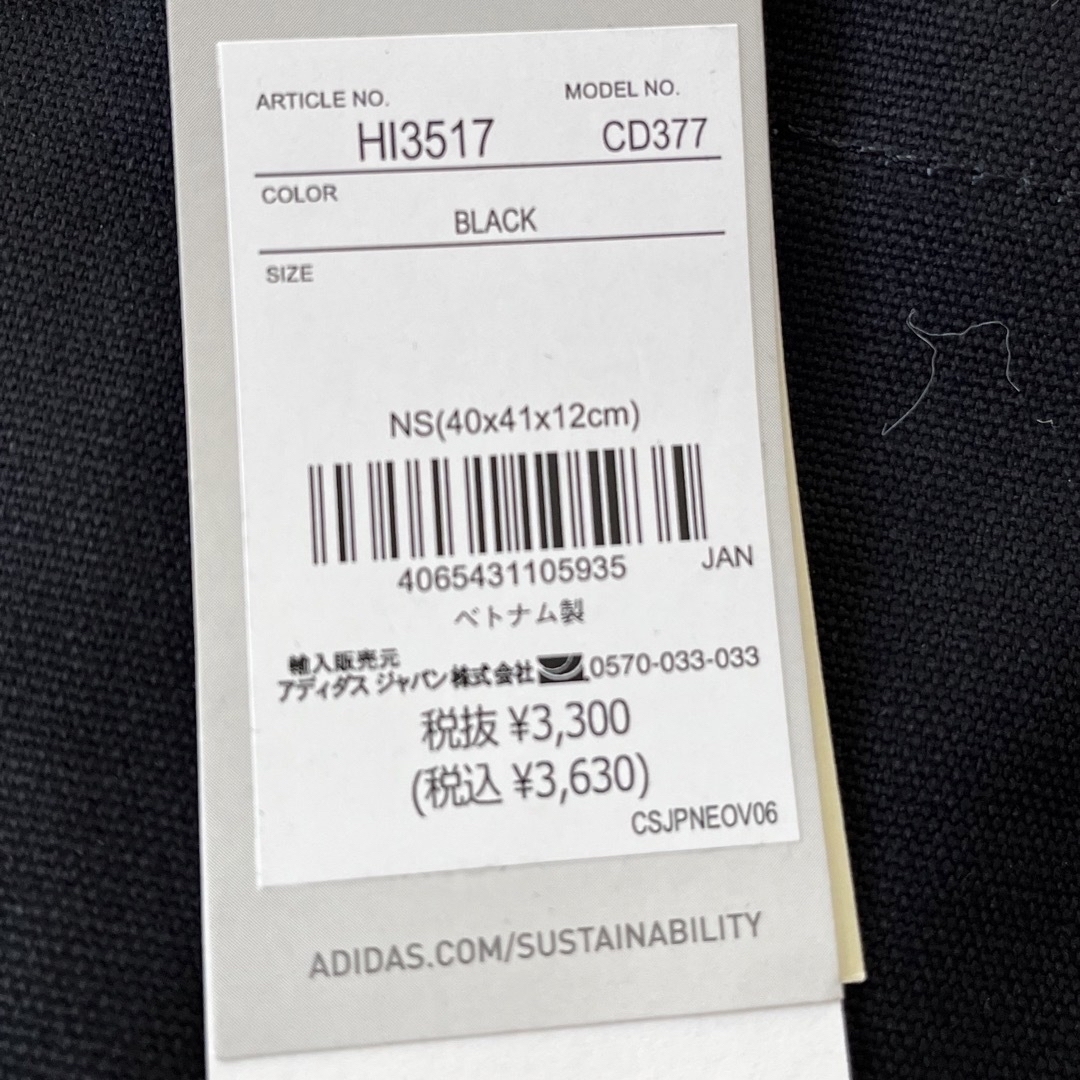 ARTICLE NO. MODEL NO.
HI3517 CD377
COLOR
BLACK
SIZE
NS(40x41x12cm)
4065431105935 JAN
ベトナム製
輸入販売元
アディダス ジャパン株式会社 0570-033-033
税抜 ¥3,300
(税込 ¥3,630)
CSJPNEOV06
ADIDAS.COM/SUSTAINABILITY